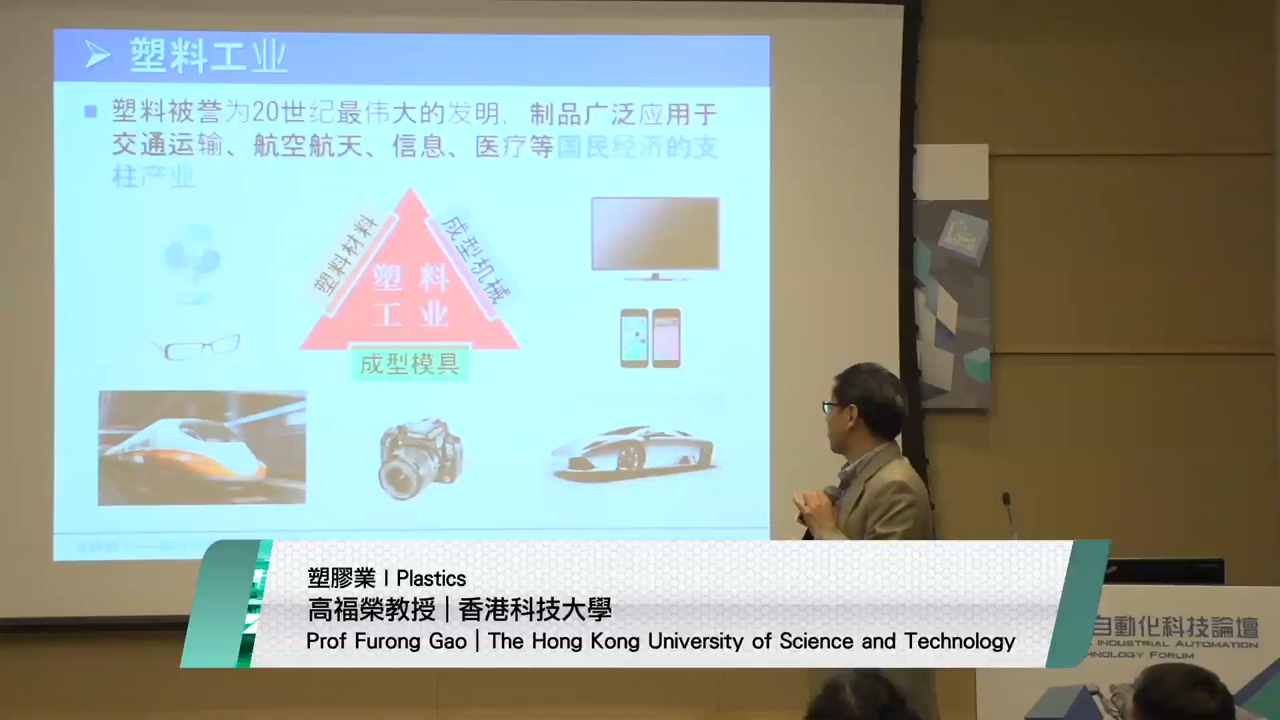 塑料工业
塑料被誉为20世纪最伟大的发明，制品广泛应用于
交通运输、航空航天、信息、医疗等国民经济的支
柱产业
塑料材料
成型机械
塑料
工业
成型模具
塑膠業 | Plastics
高福榮教授 | 香港科技大學
Prof Furong Gao | The Hong Kong University of Science and Technology
自動化科技論壇
INDUSTRIAL AUTOMATION
HNOLOGY FORUM